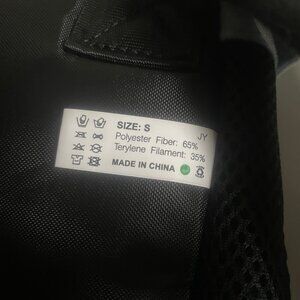 SIZE: S JY
Polyester Fiber: 65%
Terylene Filament: 35%
MADE IN CHINA